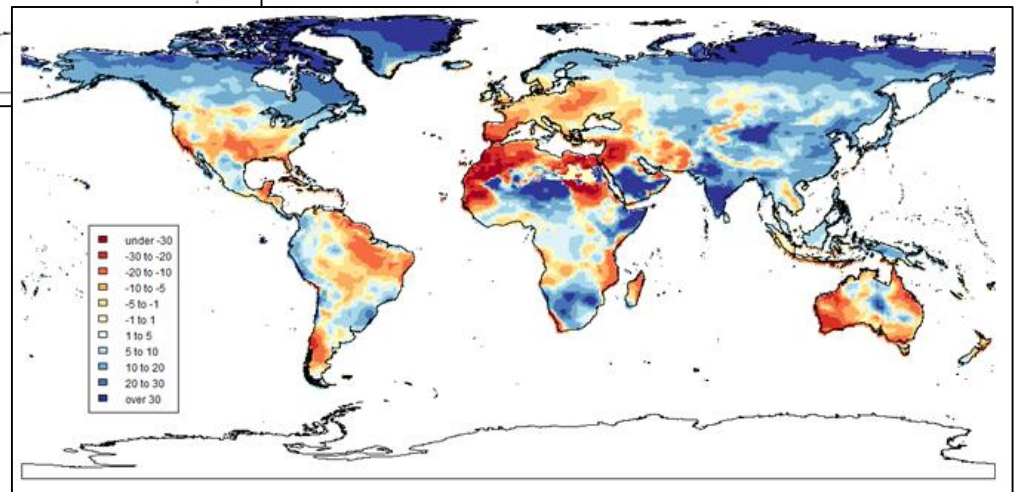 under -30
-30 to -20
-20 to -10
-10 to -5
-5 to -1
-1 to 1
1 to 5
5 to 10
10 to 20
20 to 30
over 30